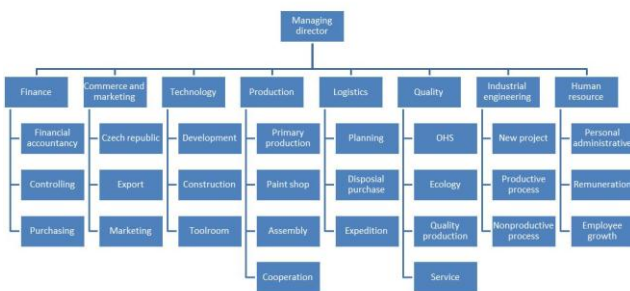 Managing
director
Finance
Commerce and
marketing
Technology
Production
Logistics
Quality
Industrial
engineering
Human
resource
Financial
accountancy
Czech republic
Development
Primary
production
Planning
OHS
New project
Personal
administrative
Controlling
Export
Construction
Paint shop
Disposial
purchase
Ecology
Productive
process
Remuneration
Purchasing
Marketing
Toolroom
Assembly
Expedition
Quality
production
Nonproductive
process
Employee
growth
Cooperation
Service